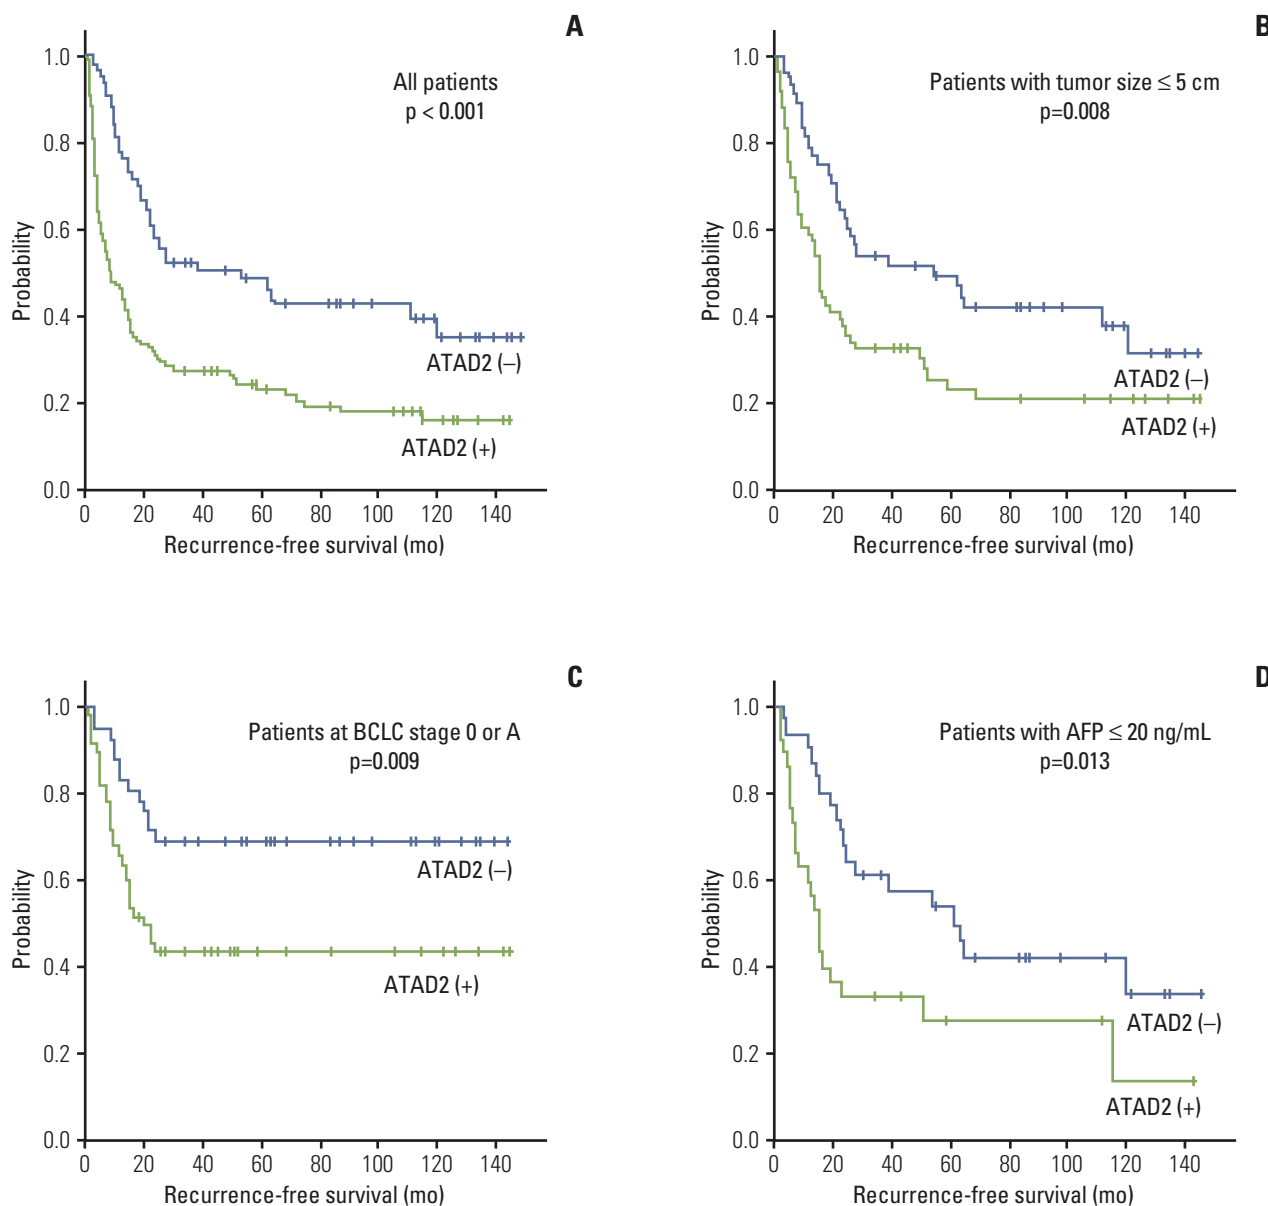 A
All patients
p < 0.001
Probability
1.0
0.8
0.6
0.4
0.2
0.0
ATAD2 (–)
ATAD2 (+)
0 20 40 60 80 100 120 140
Recurrence-free survival (mo)
B
Patients with tumor size ≤ 5 cm
p=0.008
Probability
1.0
0.8
0.6
0.4
0.2
0.0
ATAD2 (–)
ATAD2 (+)
0 20 40 60 80 100 120 140
Recurrence-free survival (mo)
C
Patients at BCLC stage 0 or A
p=0.009
Probability
1.0
0.8
0.6
0.4
0.2
0.0
ATAD2 (–)
ATAD2 (+)
0 20 40 60 80 100 120 140
Recurrence-free survival (mo)
D
Patients with AFP ≤ 20 ng/mL
p=0.013
Probability
1.0
0.8
0.6
0.4
0.2
0.0
ATAD2 (–)
ATAD2 (+)
0 20 40 60 80 100 120 140
Recurrence-free survival (mo)